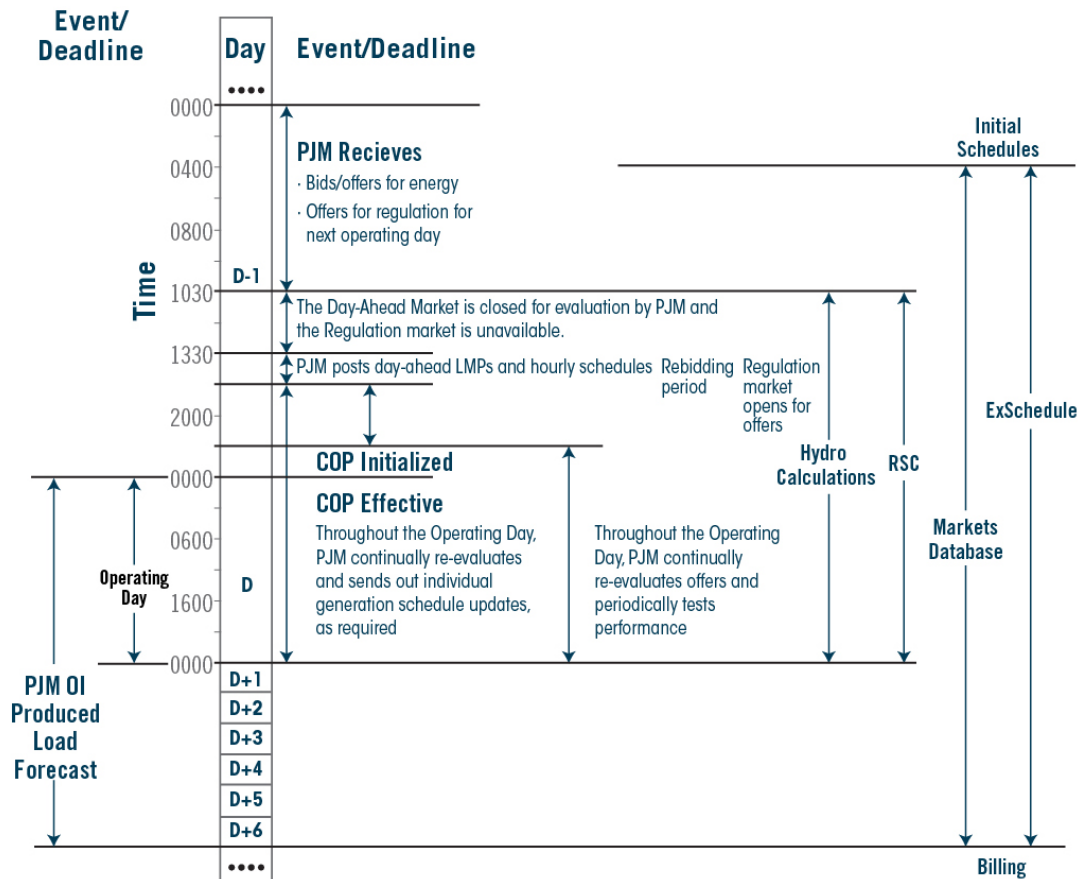 Event/
Deadline
Day
Event/Deadline
••••
0000
PJM Recieves
· Bids/offers for energy
· Offers for regulation for
next operating day
Initial
Schedules
0400
0800
Time
D-1
1030
The Day-Ahead Market is closed for evaluation by PJM and
the Regulation market is unavailable.
1330
PJM posts day-ahead LMPs and hourly schedules
Rebidding
period
Regulation
market
opens for
offers
2000
ExSchedule
Hydro
Calculations
RSC
COP Initialized
0000
COP Effective
Throughout the Operating Day,
PJM continually re-evaluates
and sends out individual
generation schedule updates,
as required
Throughout the Operating
Day, PJM continually
re-evaluates offers and
periodically tests
performance
Markets
Database
0600
Operating
Day
D
1600
0000
PJM OI
Produced
Load
Forecast
D+1
D+2
D+3
D+4
D+5
D+6
••••
Billing